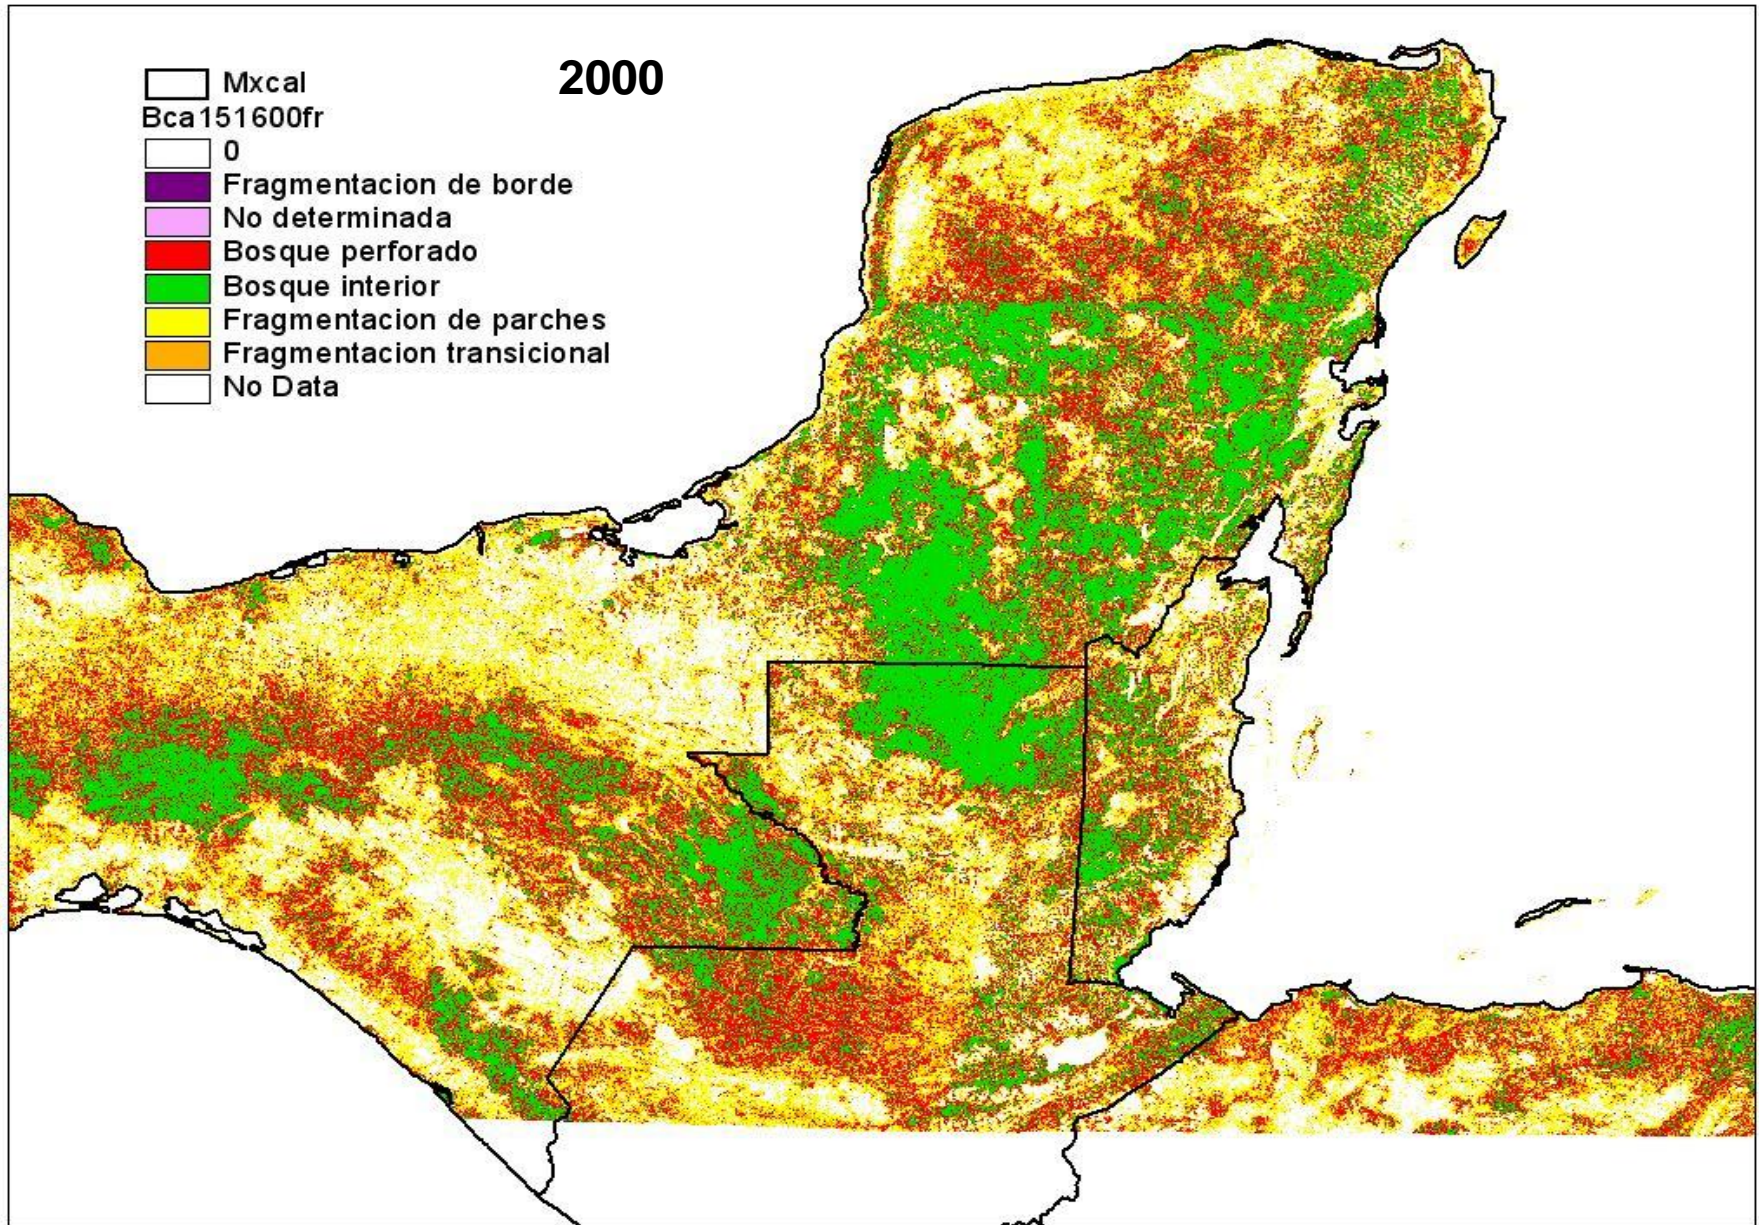 2000
Mxcal
Bca151600fr
0
Fragmentacion de borde
No determinada
Bosque perforado
Bosque interior
Fragmentacion de parches
Fragmentacion transicional
No Data